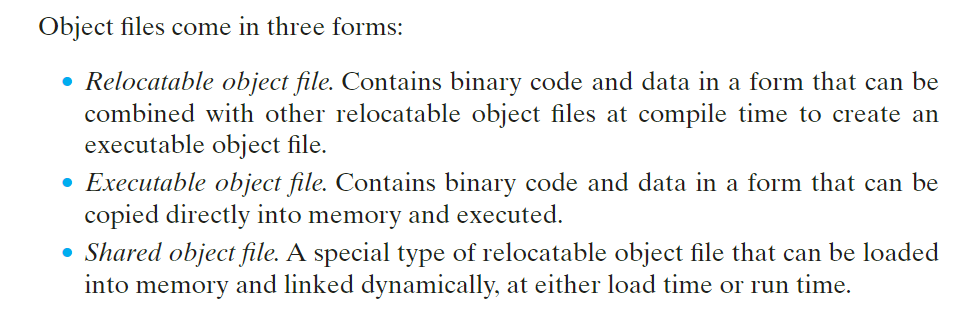 Object files come in three forms:
• Relocatable object file. Contains binary code and data in a form that can be
combined with other relocatable object files at compile time to create an
executable object file.
• Executable object file. Contains binary code and data in a form that can be
copied directly into memory and executed.
• Shared object file. A special type of relocatable object file that can be loaded
into memory and linked dynamically, at either load time or run time.